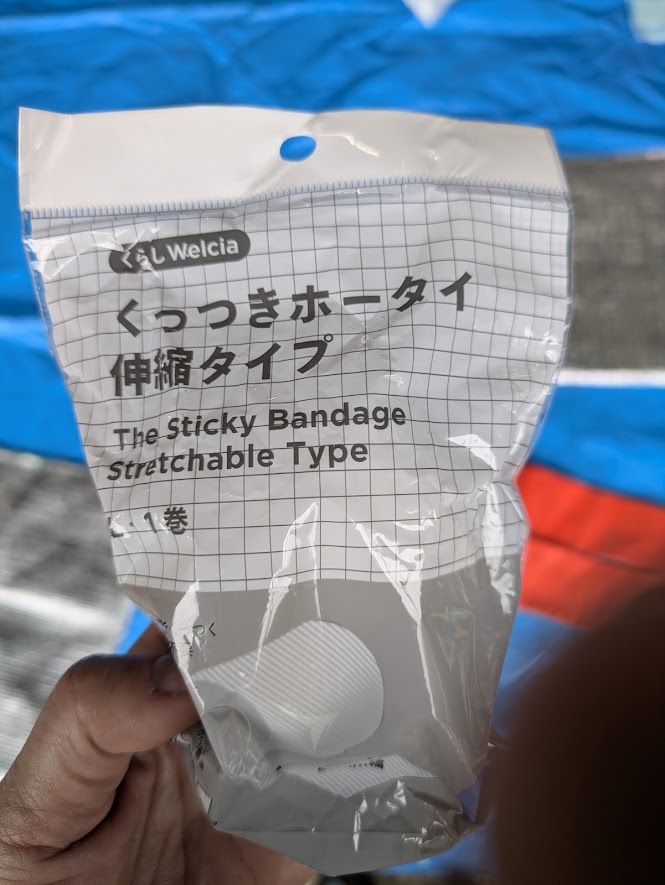 くらしWelcia
くっつきホータイ
伸縮タイプ
The Sticky Bandage
Stretchable Type
L・1巻